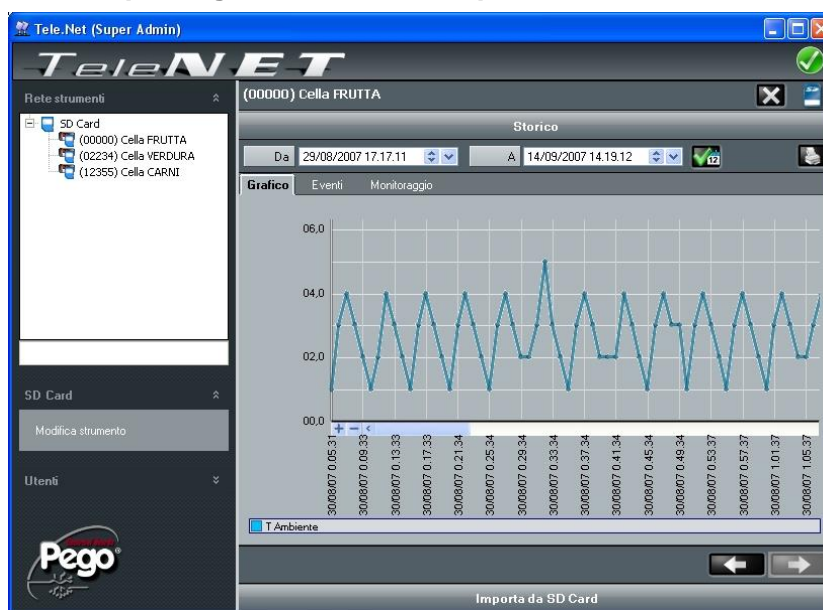 Tele.Net (Super Admin)
TeleNET
Rete strumenti
SD Card
(00000) Cella FRUTTA
(02234) Cella VERDURA
(12355) Cella CARNI
SD Card
Modifica strumento
Utenti
Pego
(00000) Cella FRUTTA
Storico
Da 29/08/2007 17.17.11 A 14/09/2007 14.19.12 12
Grafico Eventi Monitoraggio
06,0
04,0
02,0
00,0
30/08/07 0.05.31
30/08/07 0.09.33
30/08/07 0.13.33
30/08/07 0.17.33
30/08/07 0.21.34
30/08/07 0.25.34
30/08/07 0.29.34
30/08/07 0.33.34
30/08/07 0.37.34
30/08/07 0.41.34
30/08/07 0.45.34
30/08/07 0.49.34
30/08/07 0.53.37
30/08/07 0.57.37
30/08/07 1.01.37
30/08/07 1.05.37
T Ambiente
Importa da SD Card